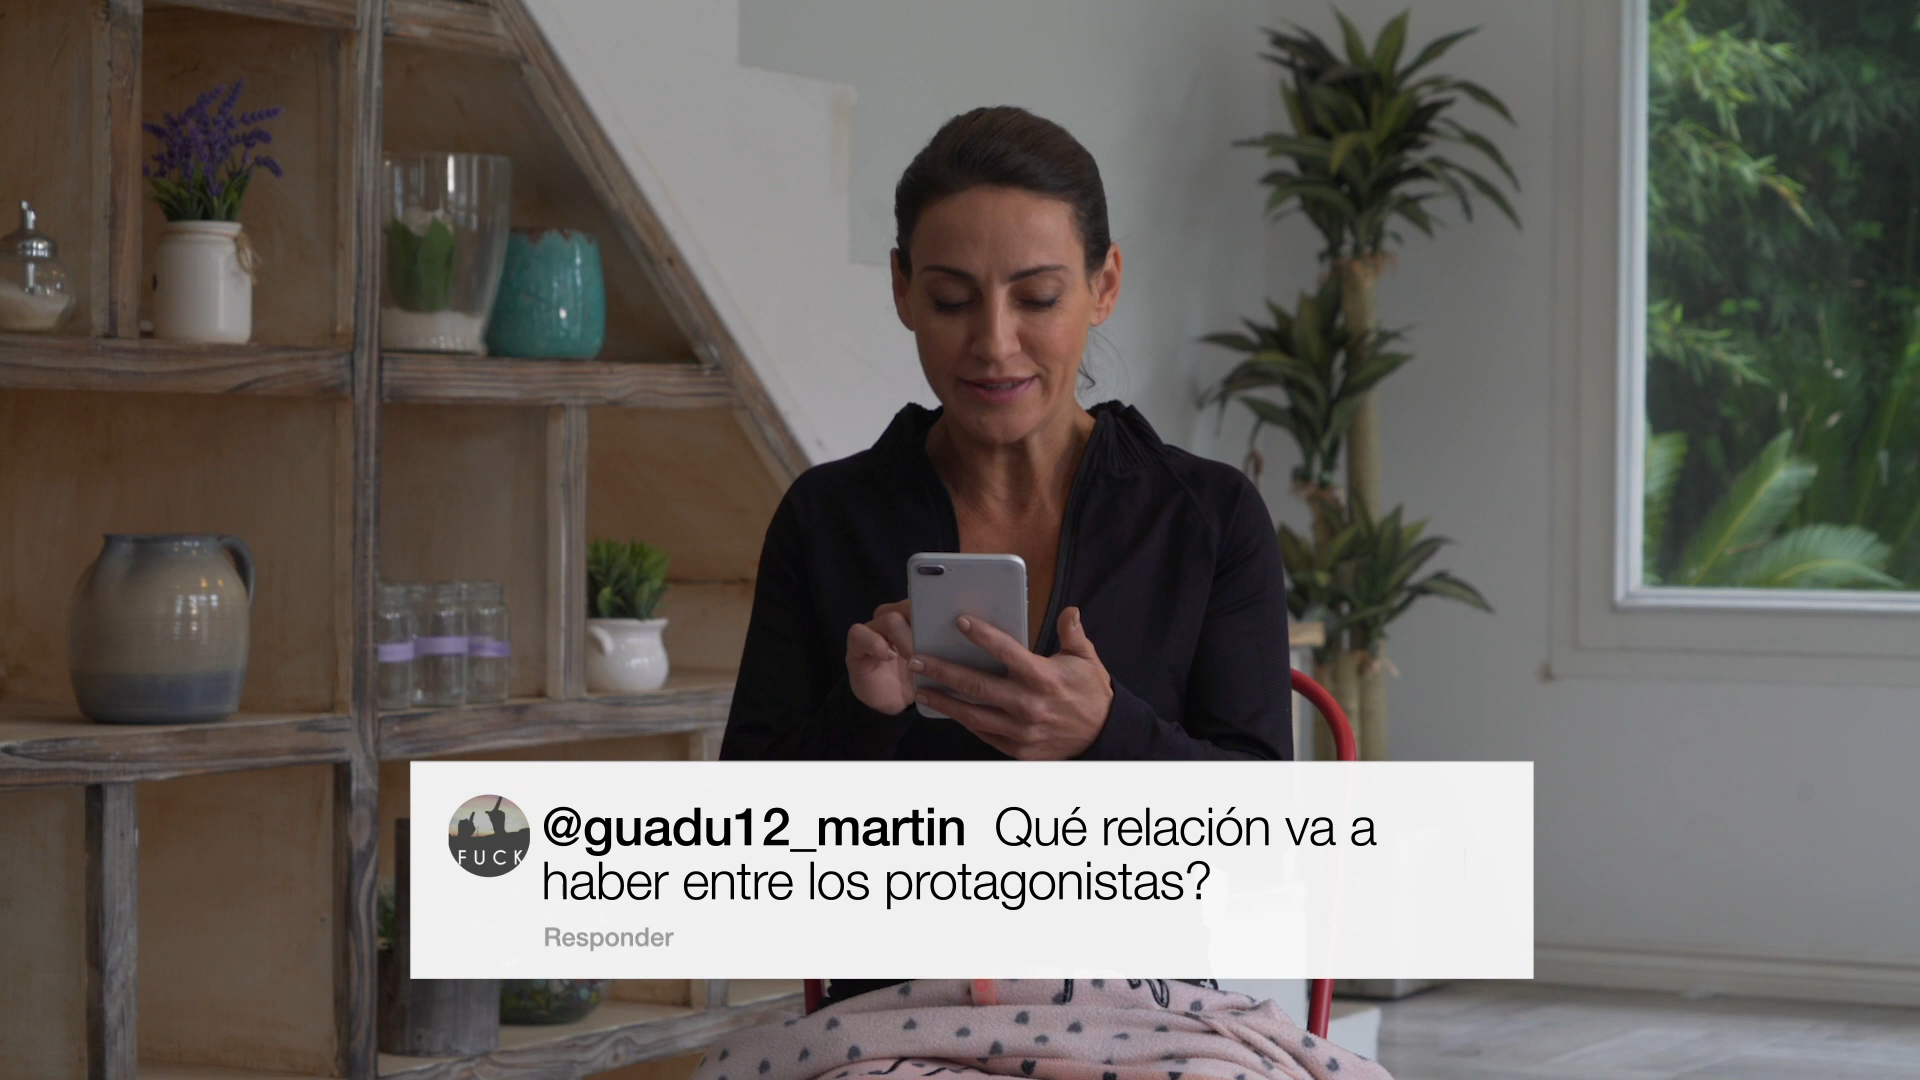 @guadu12_martin Qué relación va a
haber entre los protagonistas?
FUCK
Responder